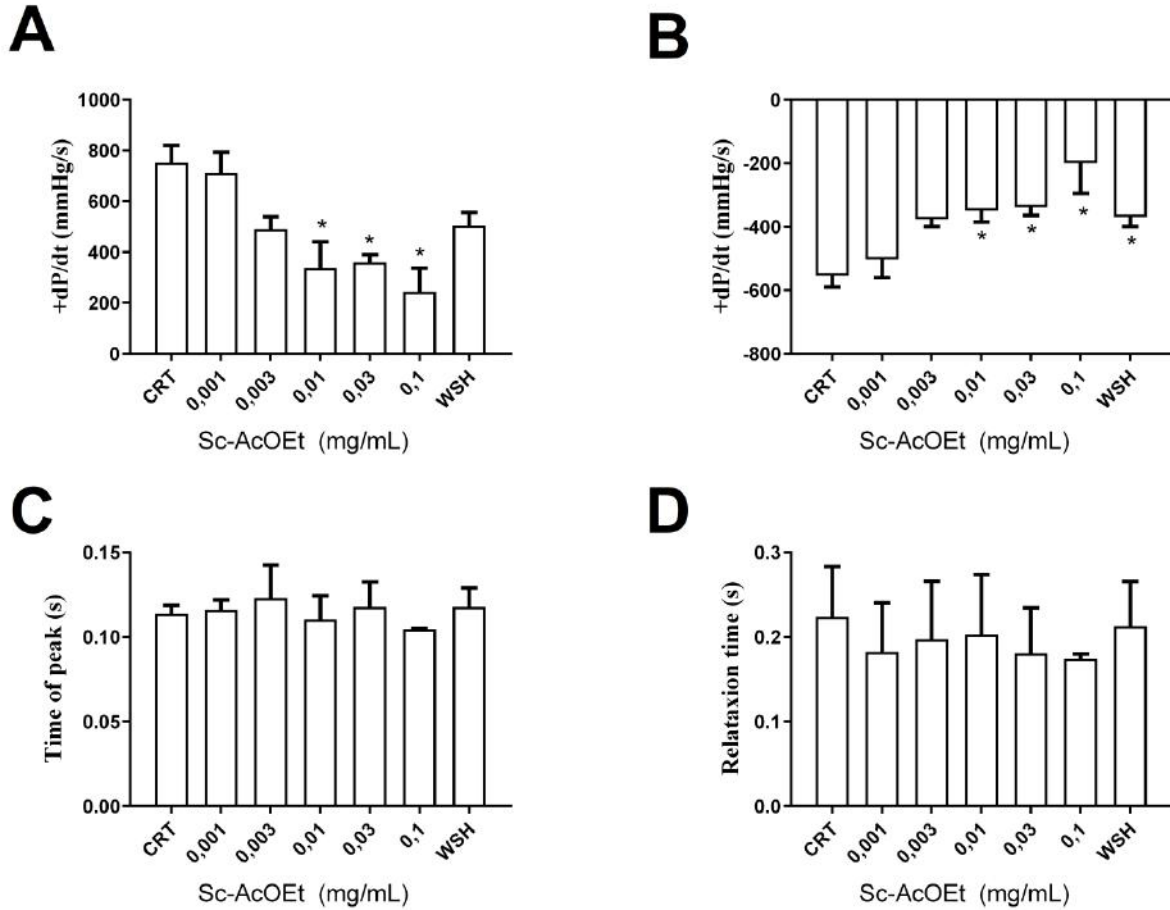 A
+dP/dt (mmHg/s)
1000
800
600
400
200
0
* * *
CRT 0,001 0,003 0,01 0,03 0,1 WSH
Sc-AcOEt (mg/mL)
B
+dP/dt (mmHg/s)
0
-200
-400
-600
-800
* * * *
CRT 0,001 0,003 0,01 0,03 0,1 WSH
Sc-AcOEt (mg/mL)
C
Time of peak (s)
0.15
0.10
0.05
0.00
CRT 0,001 0,003 0,01 0,03 0,1 WSH
Sc-AcOEt (mg/mL)
D
Relataxion time (s)
0.3
0.2
0.1
0.0
CRT 0,001 0,003 0,01 0,03 0,1 WSH
Sc-AcOEt (mg/mL)